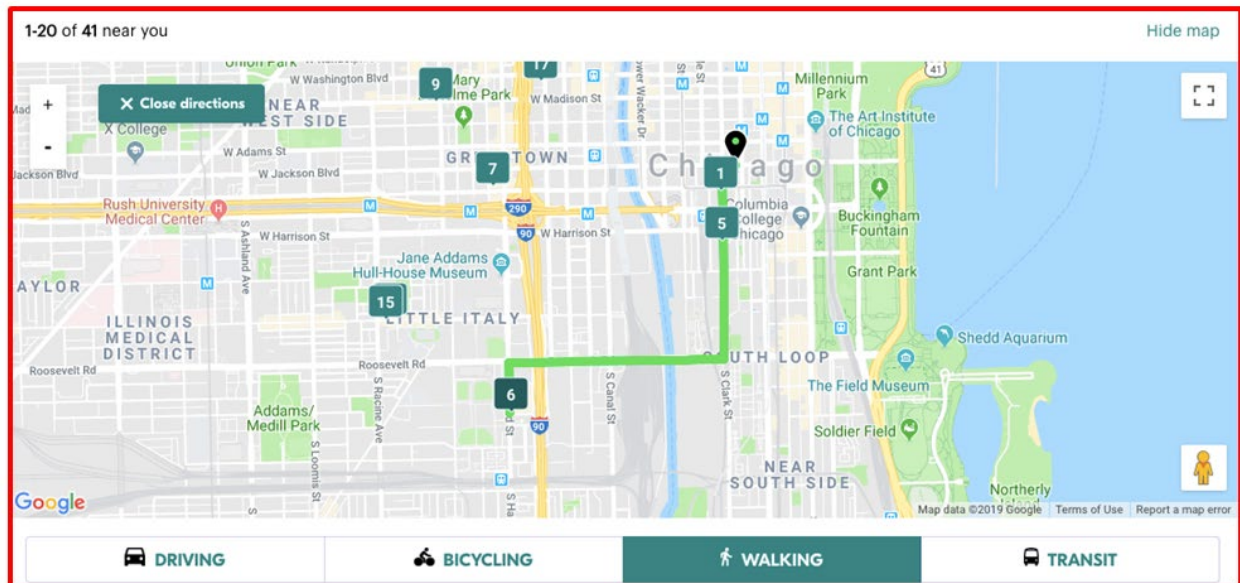 1-20 of 41 near you
Hide map
Union Park
W Washington Blvd
9
Mary
Park
17
W Madison St
Millennium
Park
41
+
-
X Close directions
NEAR
WEST SIDE
X College
W Adams St
W Jackson Blvd
Jackson Blvd
7
Chicago
1
The Art Institute
of Chicago
Rush University
Medical Center
H
290
90
W Harrison St
W Harrison St
5
Columbia
College
Chicago
Buckingham
Fountain
S Ashland Ave
Jane Addams
Hull-House Museum
Grant Park
15
LITTLE ITALY
ILLINOIS
MEDICAL
DISTRICT
Roosevelt Rd
Roosevelt Rd
S Racine Ave
S Canal St
SOUTH LOOP
S Clark St
Shedd Aquarium
The Field Museum
6
90
Addams/
Medill Park
S Loomis St
Soldier Field
NEAR
SOUTH SIDE
Northerly
Google
Map data ©2019 Google
Terms of Use
Report a map error
DRIVING
BICYCLING
WALKING
TRANSIT